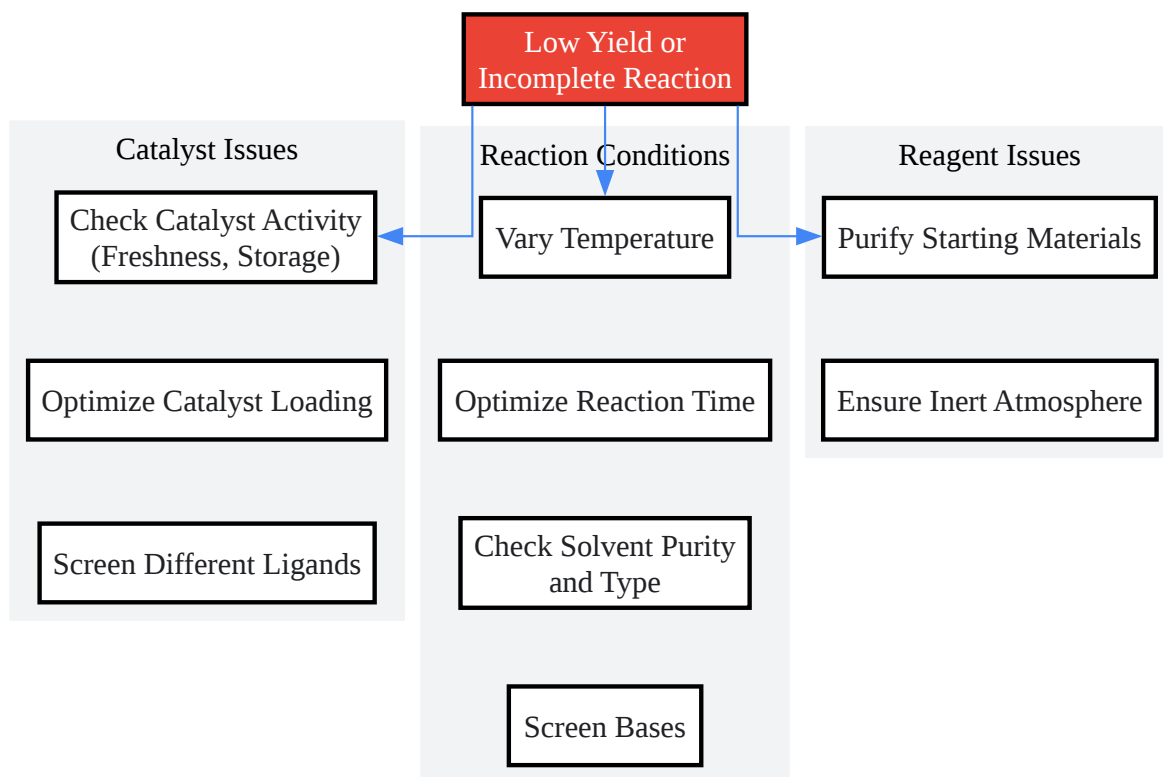 Low Yield or
Incomplete Reaction
Catalyst Issues
Check Catalyst Activity
(Freshness, Storage)
Optimize Catalyst Loading
Screen Different Ligands
Reaction Conditions
Vary Temperature
Optimize Reaction Time
Check Solvent Purity
and Type
Screen Bases
Reagent Issues
Purify Starting Materials
Ensure Inert Atmosphere